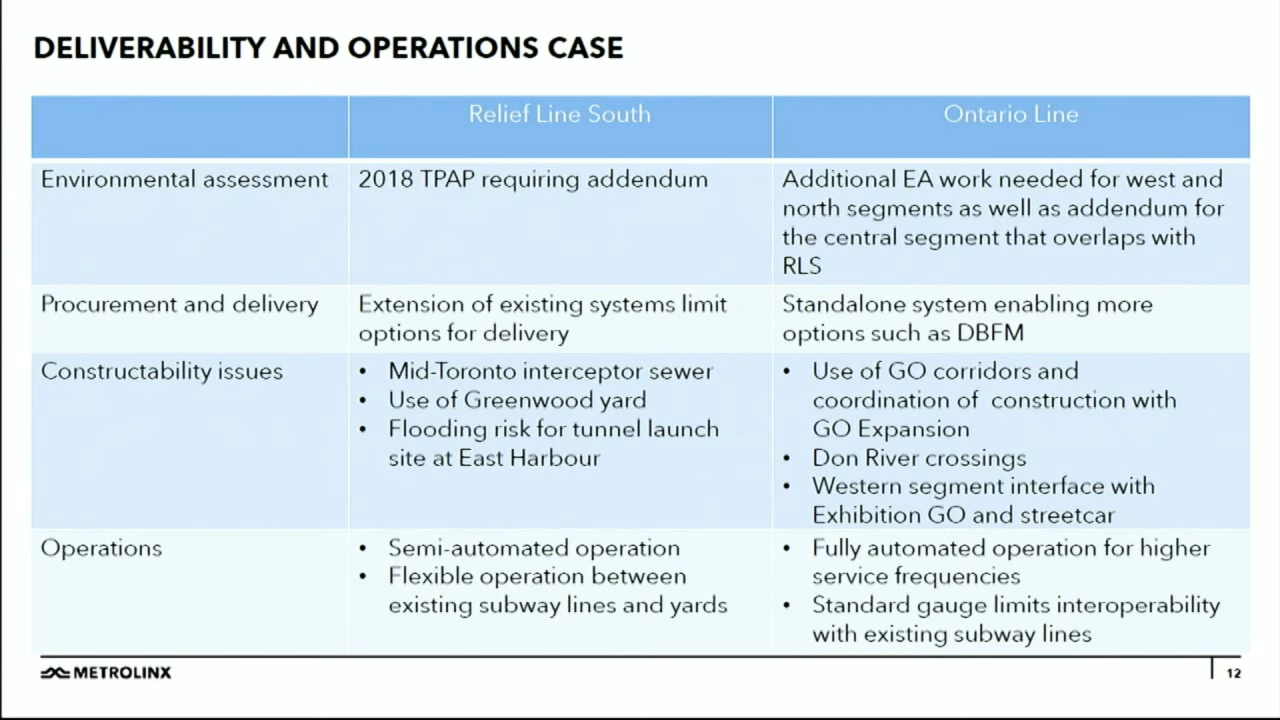 DELIVERABILITY AND OPERATIONS CASE
Relief Line South
Ontario Line
Environmental assessment
2018 TPAP requiring addendum
Additional EA work needed for west and
north segments as well as addendum for
the central segment that overlaps with
RLS
Procurement and delivery
Extension of existing systems limit
options for delivery
Standalone system enabling more
options such as DBFM
Constructability issues
• Mid-Toronto interceptor sewer
• Use of Greenwood yard
• Flooding risk for tunnel launch
site at East Harbour
• Use of GO corridors and
coordination of construction with
GO Expansion
• Don River crossings
• Western segment interface with
Exhibition GO and streetcar
Operations
• Semi-automated operation
• Flexible operation between
existing subway lines and yards
• Fully automated operation for higher
service frequencies
• Standard gauge limits interoperability
with existing subway lines
METROLINX
12